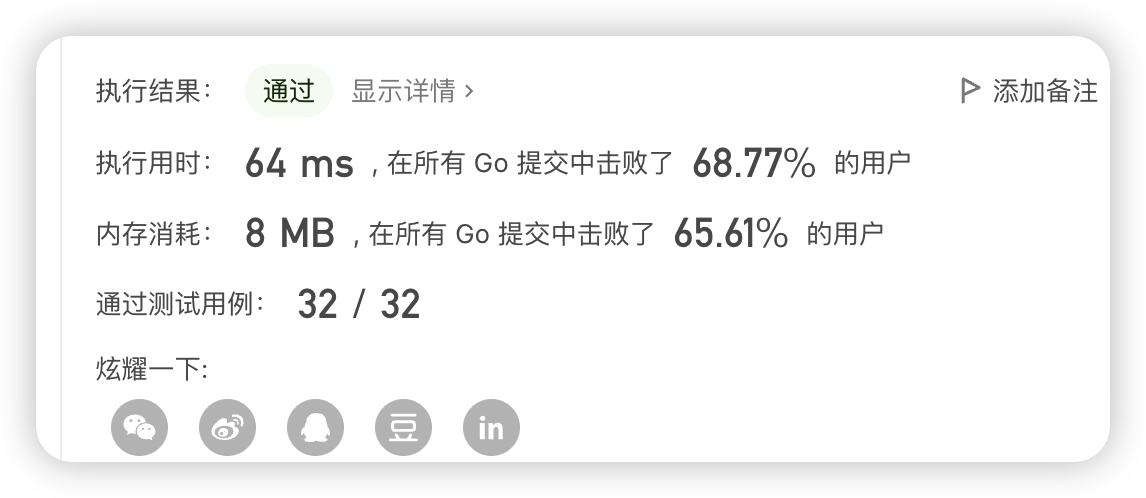 执行结果： 通过 显示详情 › 添加备注
执行用时： 64 ms ，在所有 Go 提交中击败了 68.77% 的用户
内存消耗： 8 MB ，在所有 Go 提交中击败了 65.61% 的用户
通过测试用例： 32 / 32
炫耀一下:
豆 in